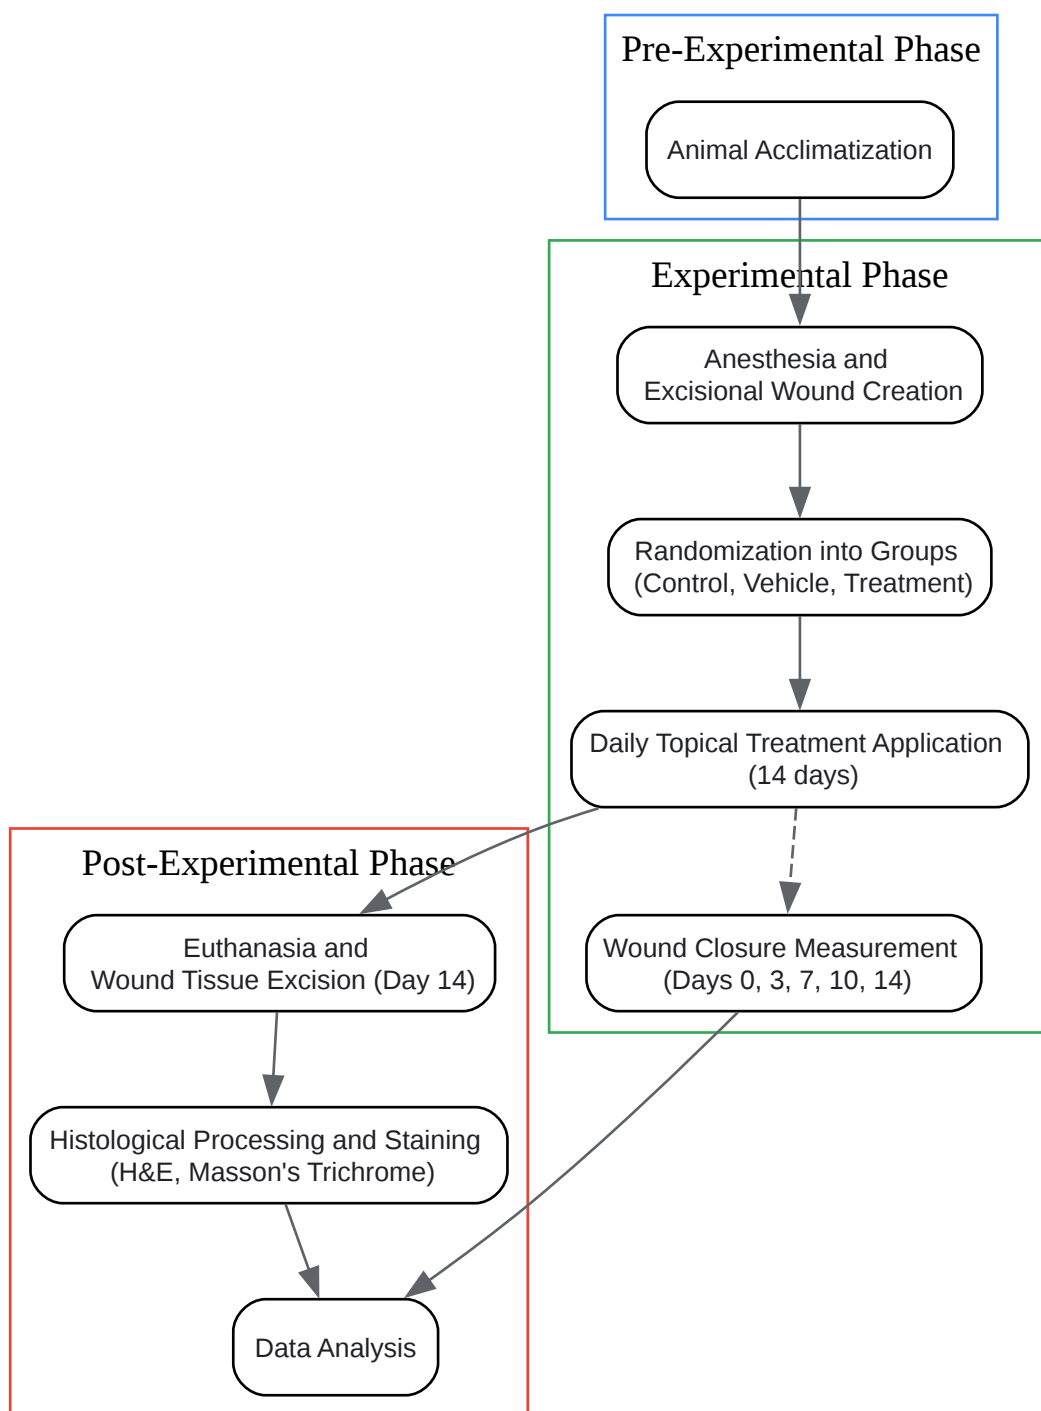 Pre-Experimental Phase
Animal Acclimatization
Experimental Phase
Anesthesia and
Excisional Wound Creation
Randomization into Groups
(Control, Vehicle, Treatment)
Daily Topical Treatment Application
(14 days)
Wound Closure Measurement
(Days 0, 3, 7, 10, 14)
Post-Experimental Phase
Euthanasia and
Wound Tissue Excision (Day 14)
Histological Processing and Staining
(H&E, Masson's Trichrome)
Data Analysis